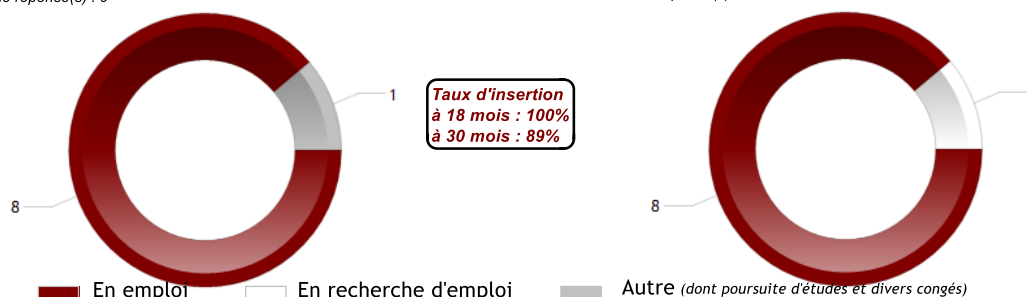 1
Taux d'insertion
à 18 mois : 100%
à 30 mois : 89%
8
8
En emploi
En recherche d'emploi
Autre (dont poursuite d'études et divers congés)